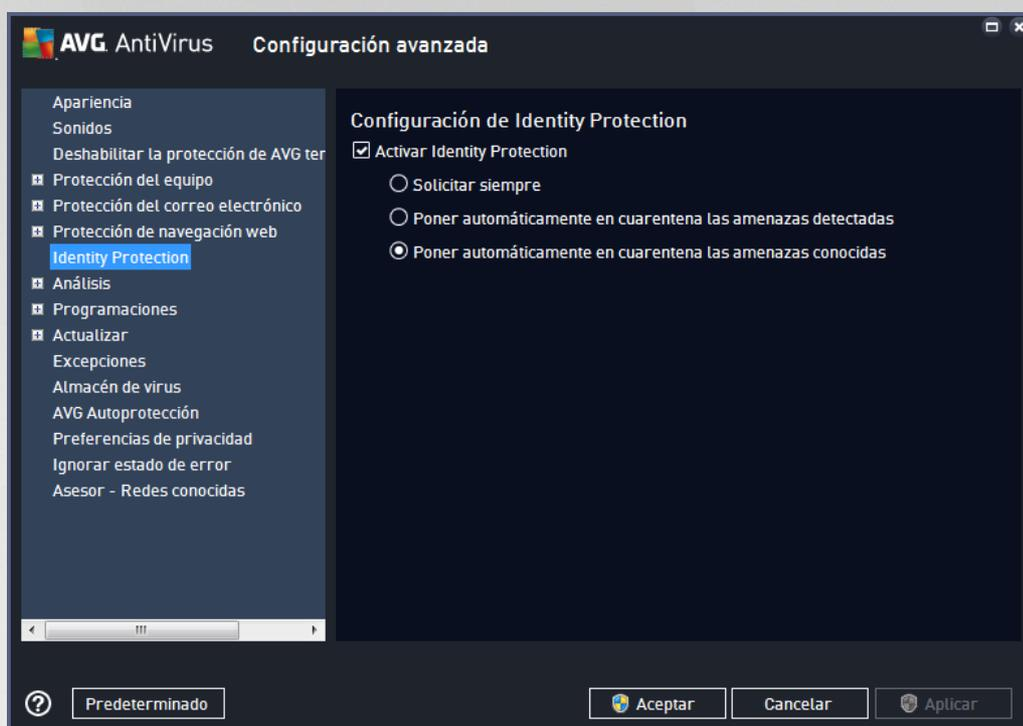 AVG. AntiVirus Configuración avanzada
Apariencia
Sonidos
Deshabilitar la protección de AVG ter
Protección del equipo
Protección del correo electrónico
Protección de navegación web
Identity Protection
Análisis
Programaciones
Actualizar
Excepciones
Almacén de virus
AVG Autoprotección
Preferencias de privacidad
Ignorar estado de error
Asesor - Redes conocidas
Configuración de Identity Protection
Activar Identity Protection
Solicitar siempre
Poner automáticamente en cuarentena las amenazas detectadas
Poner automáticamente en cuarentena las amenazas conocidas
? Predeterminado Aceptar Cancelar Aplicar